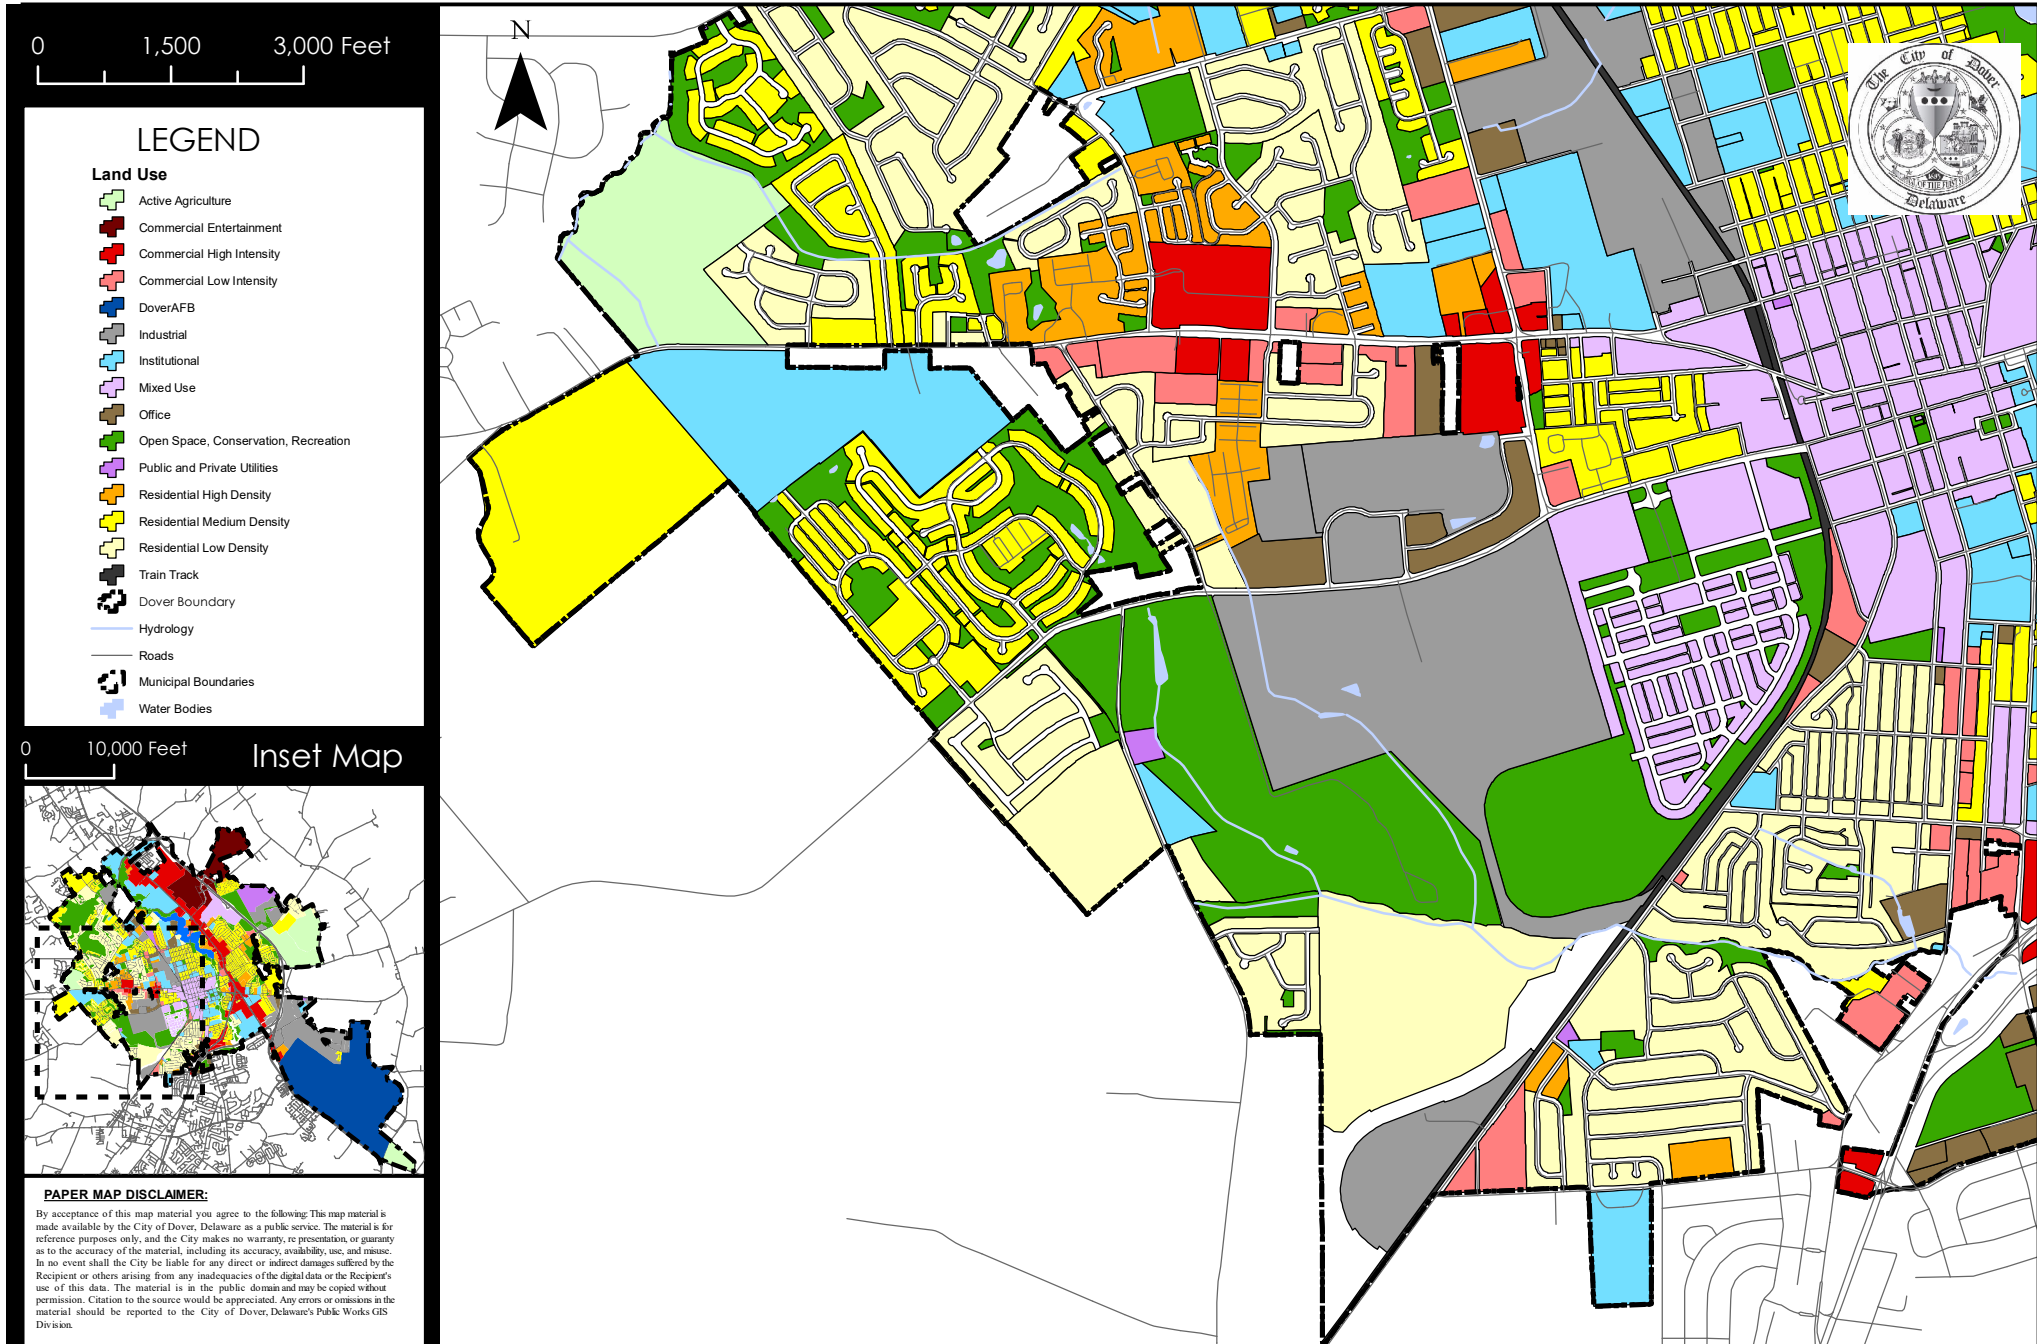 0 1,500 3,000 Feet
LEGEND
Land Use
Active Agriculture
Commercial Entertainment
Commercial High Intensity
Commercial Low Intensity
DoverAFB
Industrial
Institutional
Mixed Use
Office
Open Space, Conservation, Recreation
Public and Private Utilities
Residential High Density
Residential Medium Density
Residential Low Density
Train Track
Dover Boundary
Hydrology
Roads
Municipal Boundaries
Water Bodies
0 10,000 Feet
Inset Map
PAPER MAP DISCLAIMER:
By acceptance of this map material you agree to the following: This map material is
made available by the City of Dover, Delaware as a public service. The material is for
reference purposes only, and the City makes no warranty, re presentation, or guaranty
as to the accuracy of the material, including its accuracy, availability, use, and misuse.
In no event shall the City be liable for any direct or indirect damages suffered by the
Recipient or others arising from any inadequacies of the digital data or the Recipient's
use of this data. The material is in the public domain and may be copied without
permission. Citation to the source would be appreciated. Any errors or omissions in the
material should be reported to the City of Dover, Delaware's Public Works GIS
Division.
N
The City of Dover
Delaware